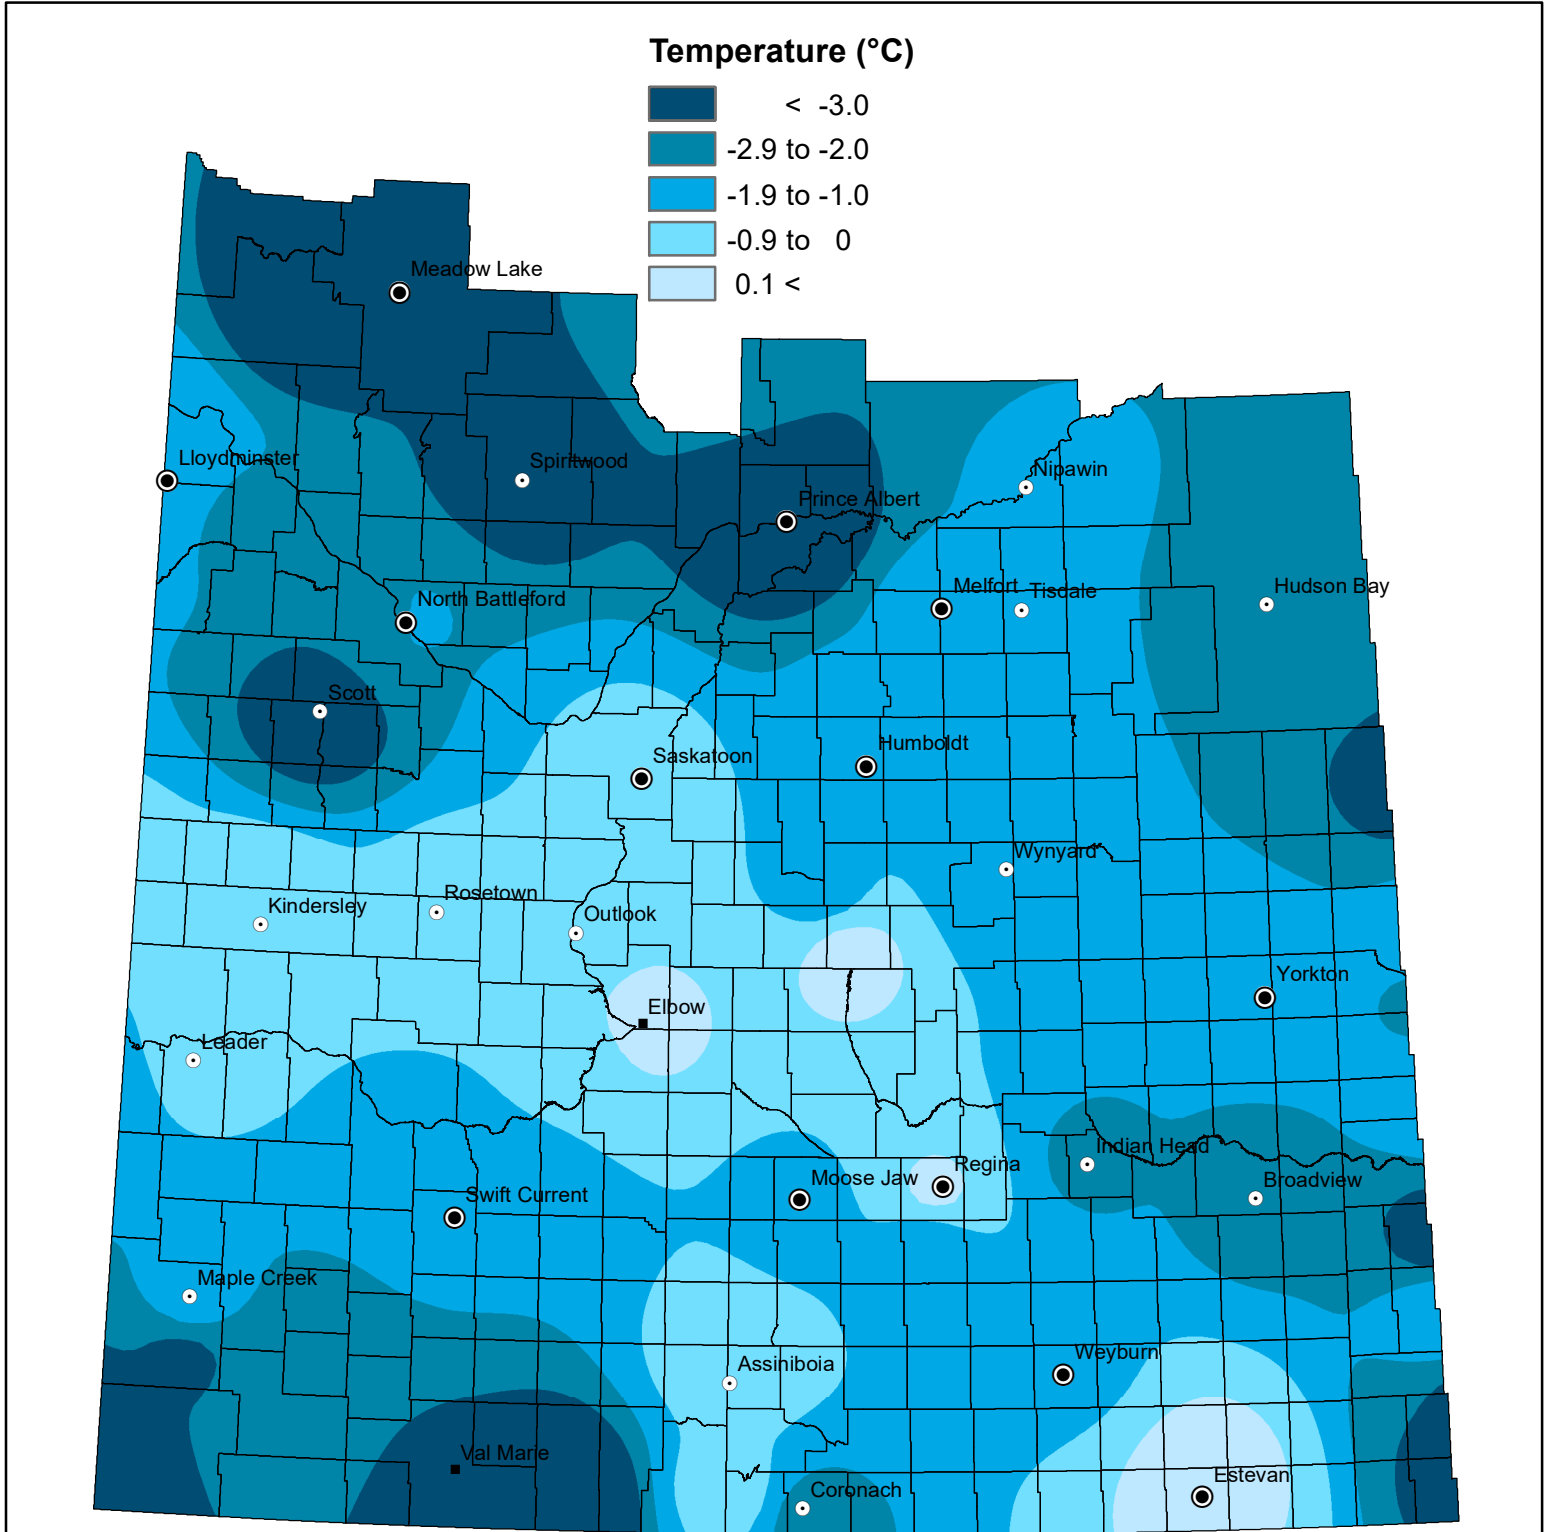 Temperature (°C)
< -3.0
-2.9 to -2.0
-1.9 to -1.0
-0.9 to 0
0.1 <
Meadow Lake
Lloydminster
Spiritwood
Nipawin
Prince Albert
Melfort
Tisdale
Hudson Bay
North Battleford
Scott
Saskatoon
Humboldt
Wynyard
Rosetown
Kindersley
Outlook
Yorkton
Elbow
Leader
Indian Head
Regina
Moose Jaw
Broadview
Swift Current
Maple Creek
Weyburn
Assiniboia
Val Marie
Estevan
Coronach